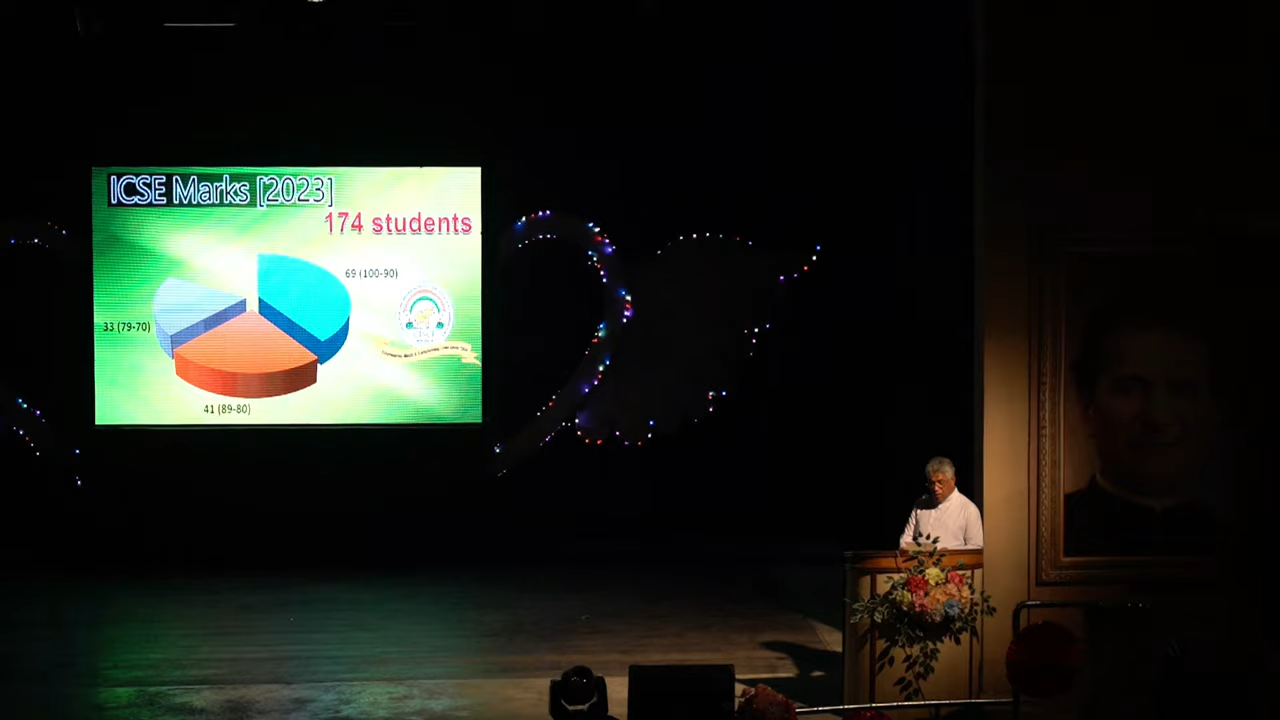 ICSE Marks [2023]
174 students
69 (100-90)
33 (79-70)
41 (89-80)